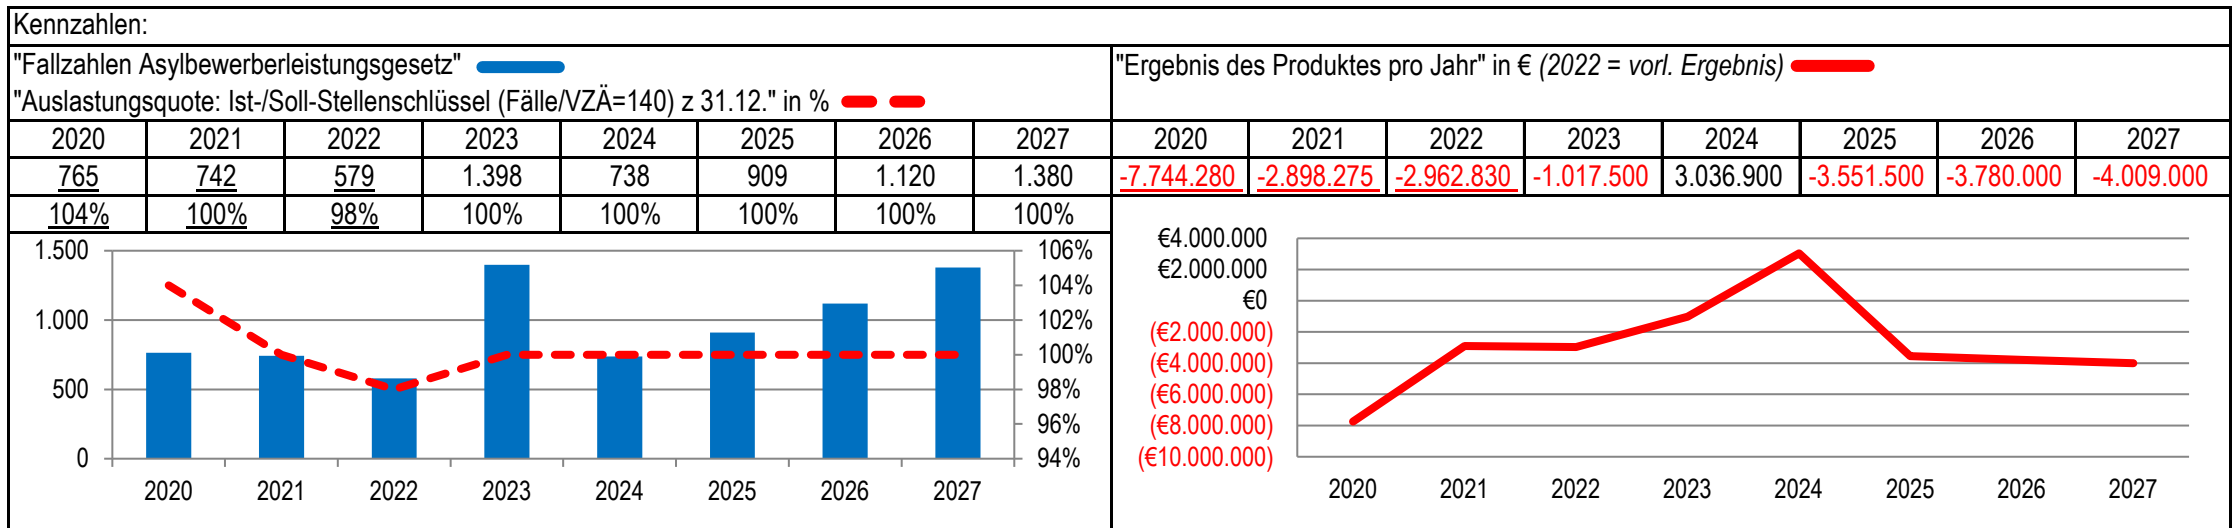 Kennzahlen:
"Fallzahlen Asylbewerberleistungsgesetz"
"Auslastungsquote: Ist-/Soll-Stellenschlüssel (Fälle/VZÄ=140) z 31.12." in %
2020 2021 2022 2023 2024 2025 2026 2027
765 742 579 1.398 738 909 1.120 1.380
104% 100% 98% 100% 100% 100% 100% 100%
1.500
1.000
500
0
106%
104%
102%
100%
98%
96%
94%
2020 2021 2022 2023 2024 2025 2026 2027
"Ergebnis des Produktes pro Jahr" in € (2022 = vorl. Ergebnis)
2020 2021 2022 2023 2024 2025 2026 2027
-7.744.280 -2.898.275 -2.962.830 -1.017.500 3.036.900 -3.551.500 -3.780.000 -4.009.000
€4.000.000
€2.000.000
€0
(€2.000.000)
(€4.000.000)
(€6.000.000)
(€8.000.000)
(€10.000.000)
2020 2021 2022 2023 2024 2025 2026 2027